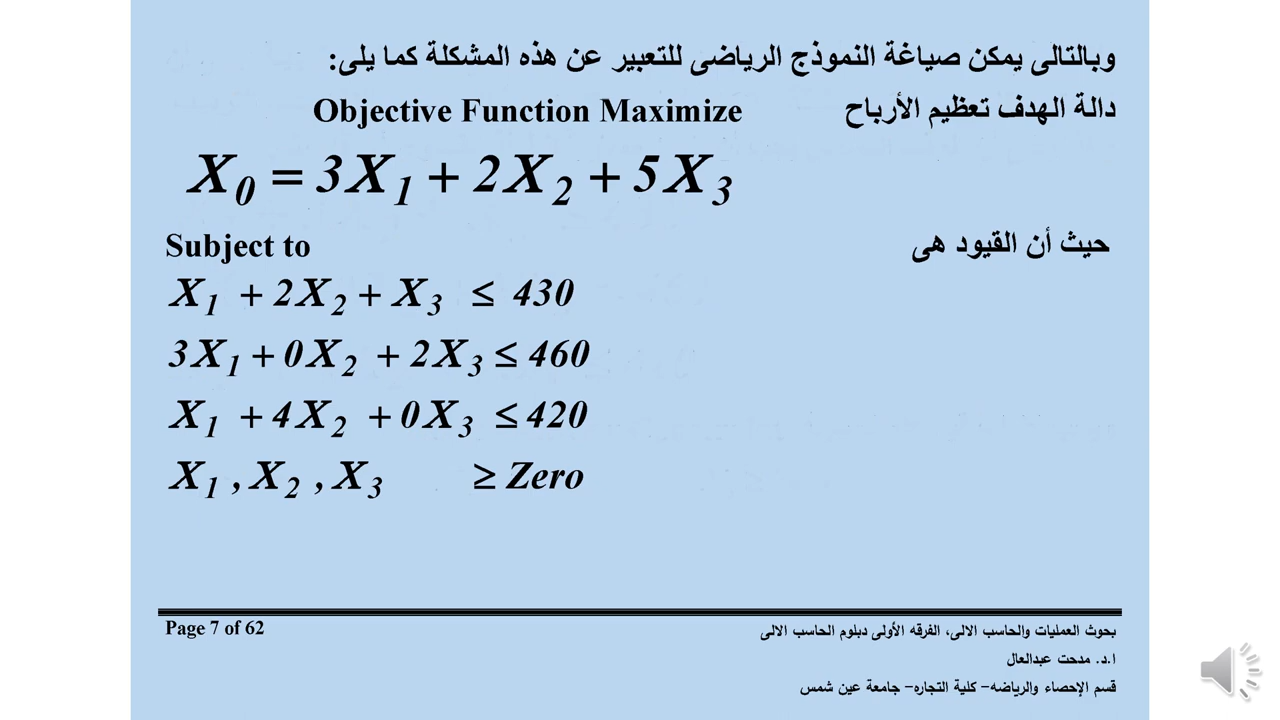 وبالتالى يمكن صياغة النموذج الرياضى للتعبير عن هذه المشكلة كما يلى:
دالة الهدف تعظيم الأرباح Objective Function Maximize
X₀ = 3X₁ + 2X₂ + 5X₃
حيث أن القيود هى Subject to
X₁ + 2X₂ + X₃ ≤ 430
3X₁ + 0X₂ + 2X₃ ≤ 460
X₁ + 4X₂ + 0X₃ ≤ 420
X₁ , X₂ , X₃ ≥ Zero
بحوث العمليات والحاسب الالى، الفرقه الأولى دبلوم الحاسب الالى Page 7 of 62
ا.د. مدحت عبدالعال
قسم الإحصاء والرياضه- كلية التجاره- جامعة عين شمس